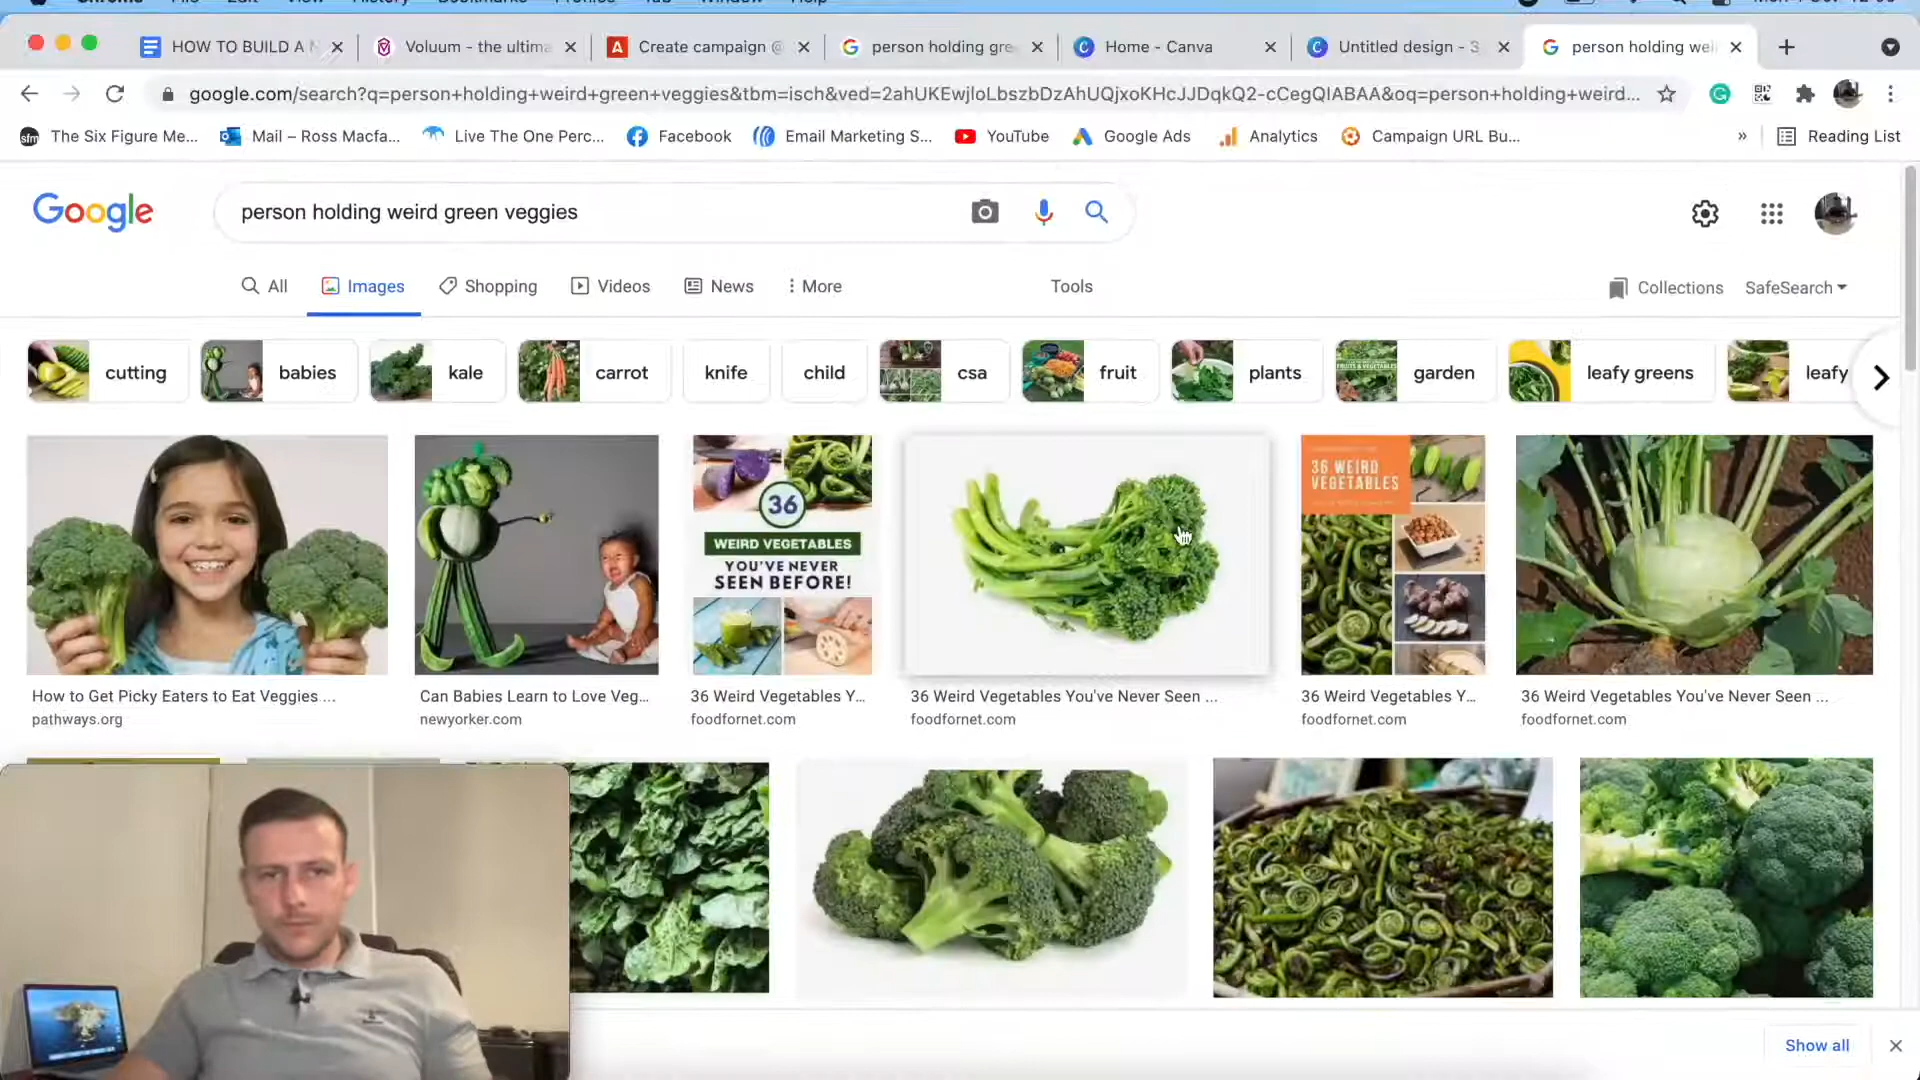 HOW TO BUILD A
Voluum - the ultima
Create campaign @
person holding gre
Home - Canva
Untitled design - S
person holding wei
google.com/search?q=person+holding+weird+green+veggies&tbm=isch&ved=2ahUKEwjloLbszbDzAhUQjxoKHcJJDqkQ2-cCegQIABAA&oq=person+holding+weird...
The Six Figure Me...
Mail – Ross Macfa...
Live The One Perc...
Facebook
Email Marketing S...
YouTube
Google Ads
Analytics
Campaign URL Bu...
»
Reading List
Google
person holding weird green veggies
All
Images
Shopping
Videos
News
More
Tools
Collections
SafeSearch
cutting
babies
kale
carrot
knife
child
csa
fruit
plants
garden
leafy greens
leafy
36
WEIRD VEGETABLES
YOU'VE NEVER
SEEN BEFORE!
36 WEIRD
VEGETABLES
How to Get Picky Eaters to Eat Veggies ...
pathways.org
Can Babies Learn to Love Veg...
newyorker.com
36 Weird Vegetables Y...
foodfornet.com
36 Weird Vegetables You've Never Seen ...
foodfornet.com
36 Weird Vegetables Y...
foodfornet.com
36 Weird Vegetables You've Never Seen ...
foodfornet.com
Show all